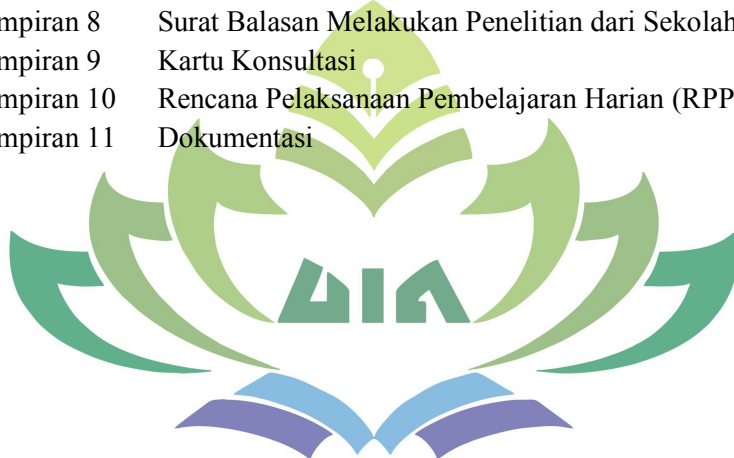 mpiran 8 Surat Balasan Melakukan Penelitian dari Sekolah
mpiran 9 Kartu Konsultasi
mpiran 10 Rencana Pelaksanaan Pembelajaran Harian (RPP
mpiran 11 Dokumentasi
UIN